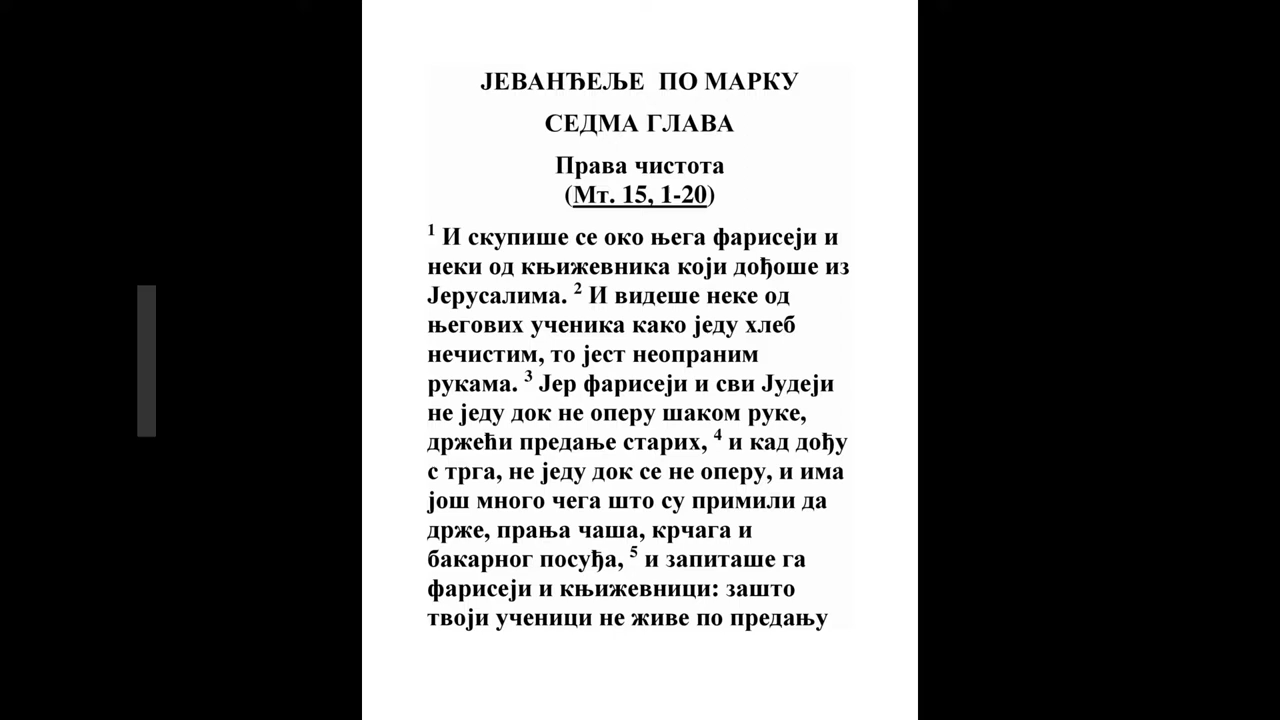 ЈЕВАНЂЕЉЕ  ПО МАРКУ
СЕДМА ГЛАВА
Права чистота
(Мт. 15, 1-20)
1 И скупише се око њега фарисеји и
неки од књижевника који дођоше из
Јерусалима. 2 И видеше неке од
његових ученика како једу хлеб
нечистим, то јест неопраним
рукама. 3 Јер фарисеји и сви Јудеји
не једу док не оперу шаком руке,
држећи предање старих, 4 и кад дођу
с трга, не једу док се не оперу, и има
још много чега што су примили да
држе, прања чаша, крчага и
бакарног посуђа, 5 и запиташе га
фарисеји и књижевници: зашто
твоји ученици не живе по предању